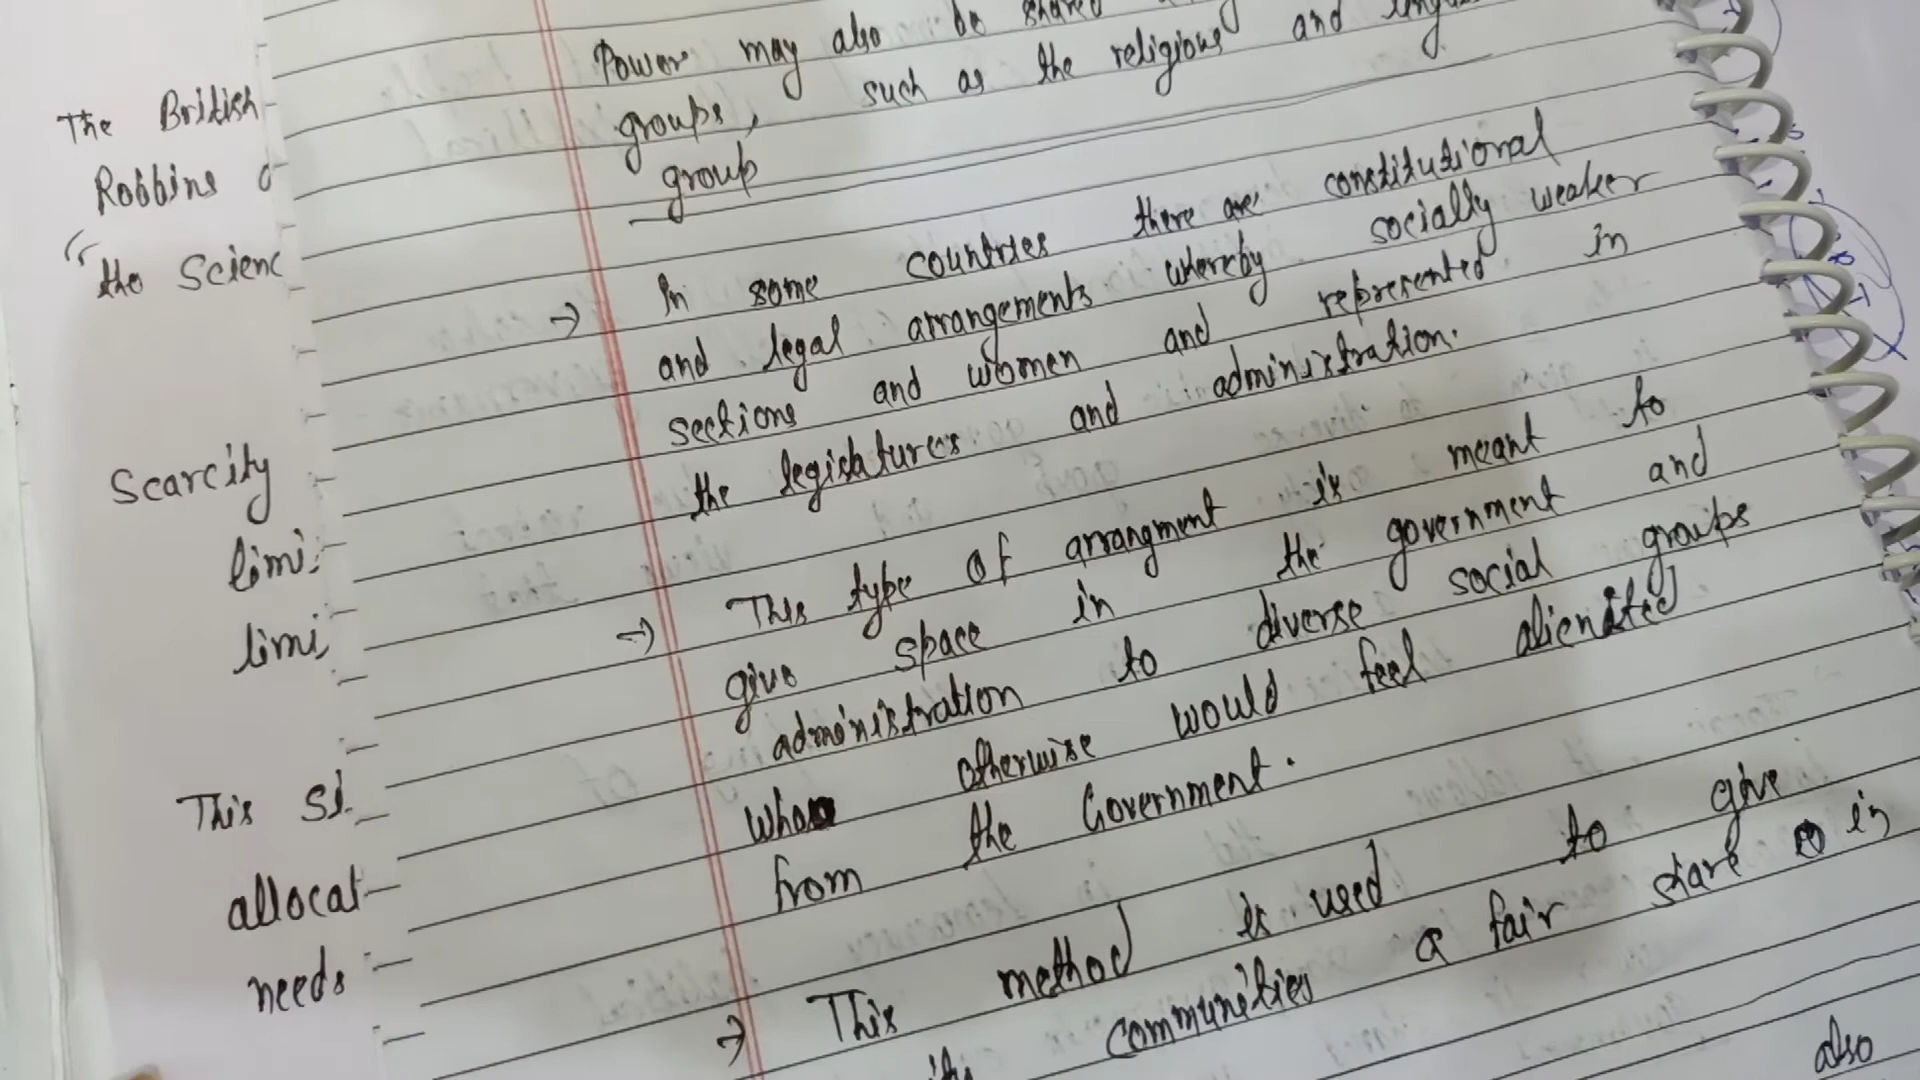 The British
Robbins
"the Scienc
Scarcity
limi
limi
This
allocat
needs
Power may also be shared
groups, such as the religious and
group
→ In some countries there are constitutional
and legal arrangements whereby socially weaker
sections and women and represented in
the legislatures and administration.
→ This type of arrangment is meant to
give space in the government and
administration to diverse social groups
who otherwise would feel alienated
from the Government.
→ This method is used to give
communities a fair share in
also